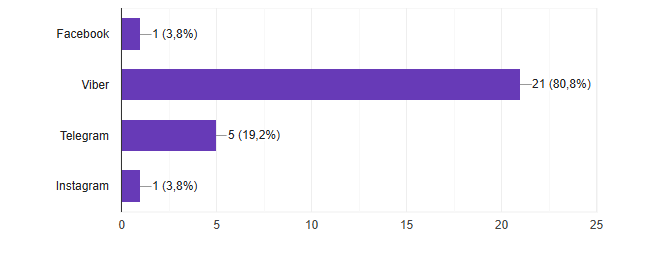 Facebook 1 (3,8%)
Viber 21 (80,8%)
Telegram 5 (19,2%)
Instagram 1 (3,8%)
0 5 10 15 20 25